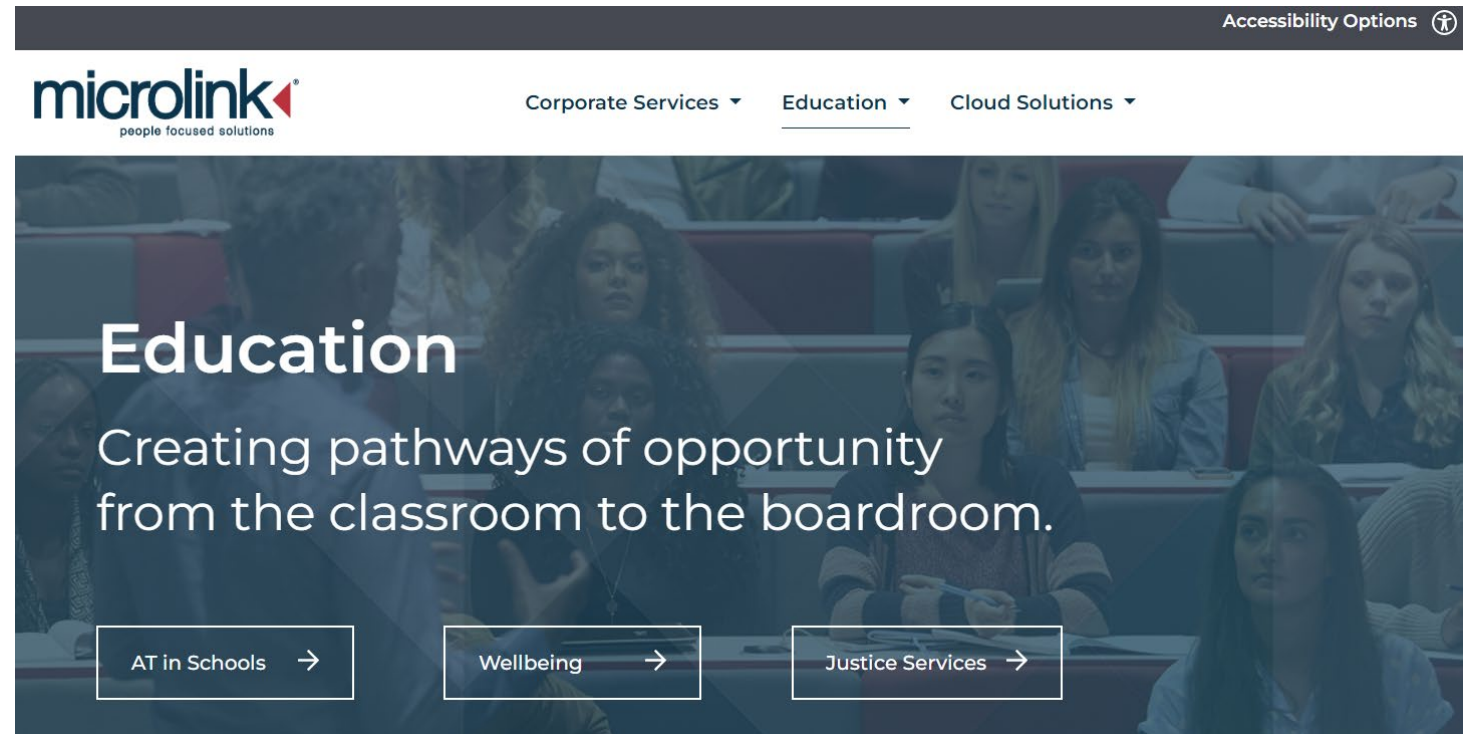 Accessibility Options
microlink®
people focused solutions
Corporate Services Education Cloud Solutions
Education
Creating pathways of opportunity
from the classroom to the boardroom.
AT in Schools → Wellbeing → Justice Services →